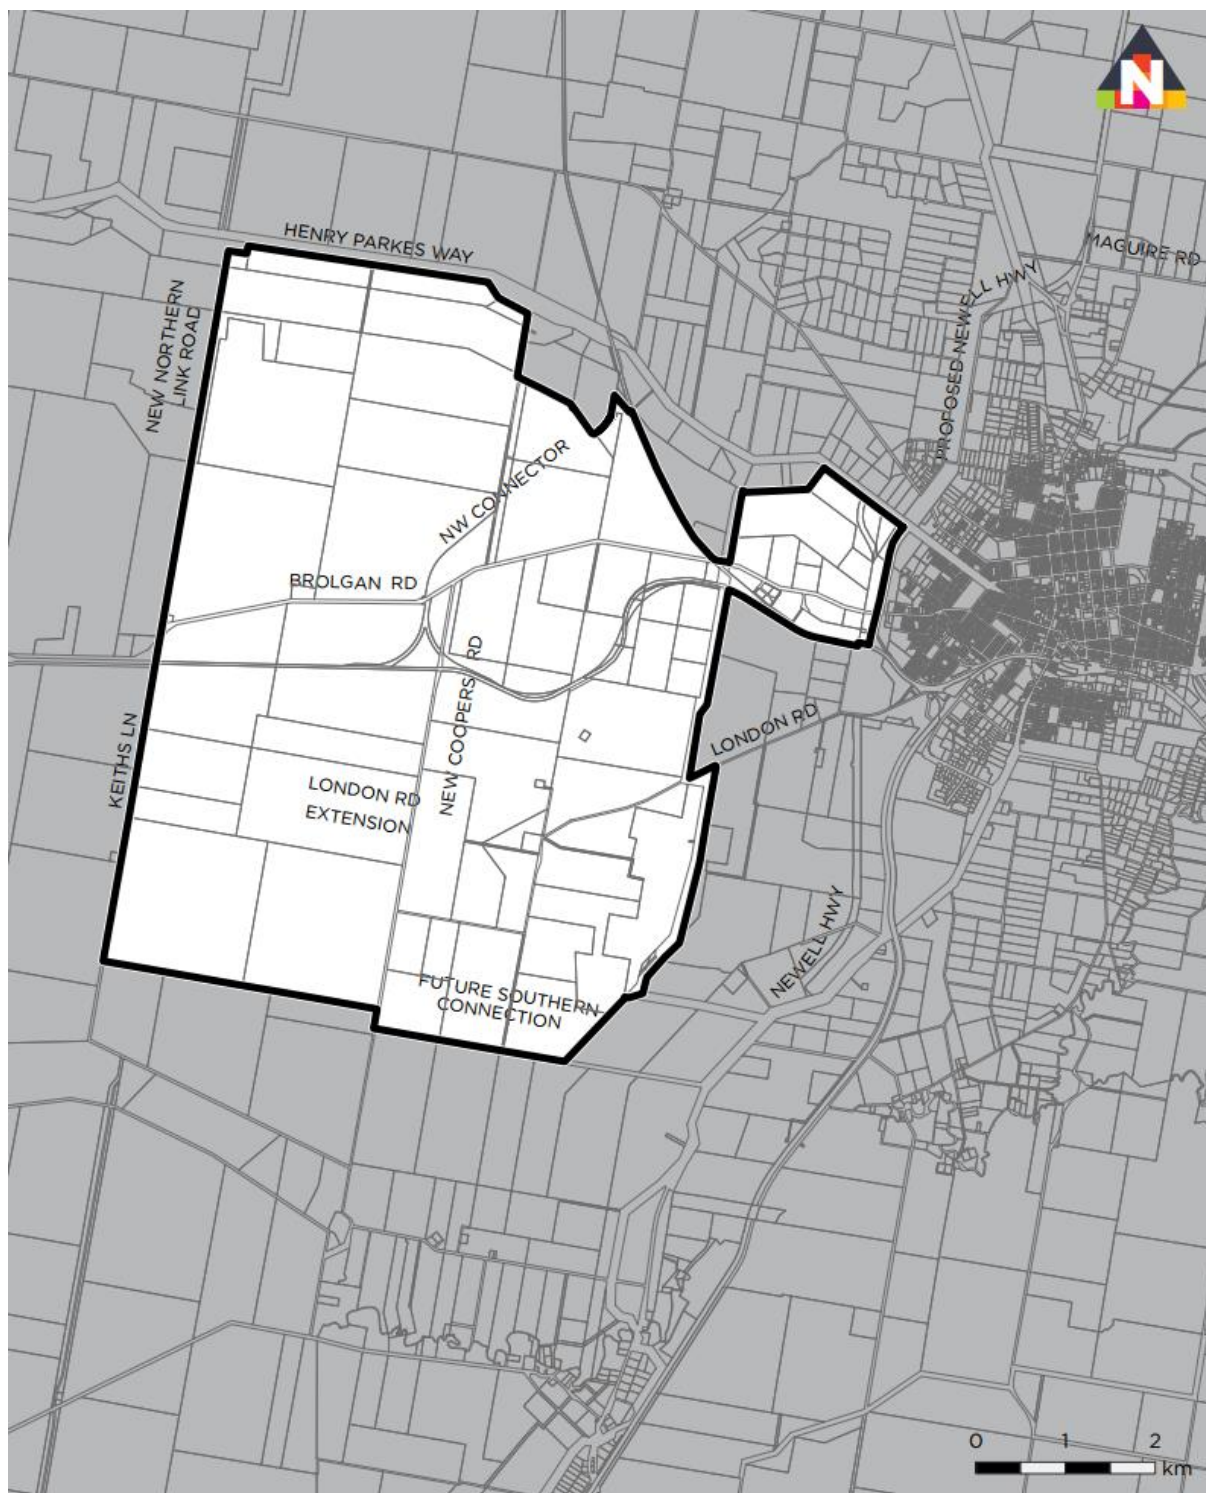 N
HENRY PARKES WAY
MAGUIRE RD
PROPOSED NEWELL HWY
NEW NORTHERN
LINK ROAD
NW CONNECTOR
BROLGAN RD
NEW COOPERS RD
LONDON RD
KEITHS LN
LONDON RD
EXTENSION
NEWELL HWY
FUTURE SOUTHERN
CONNECTION
0 1 2
km